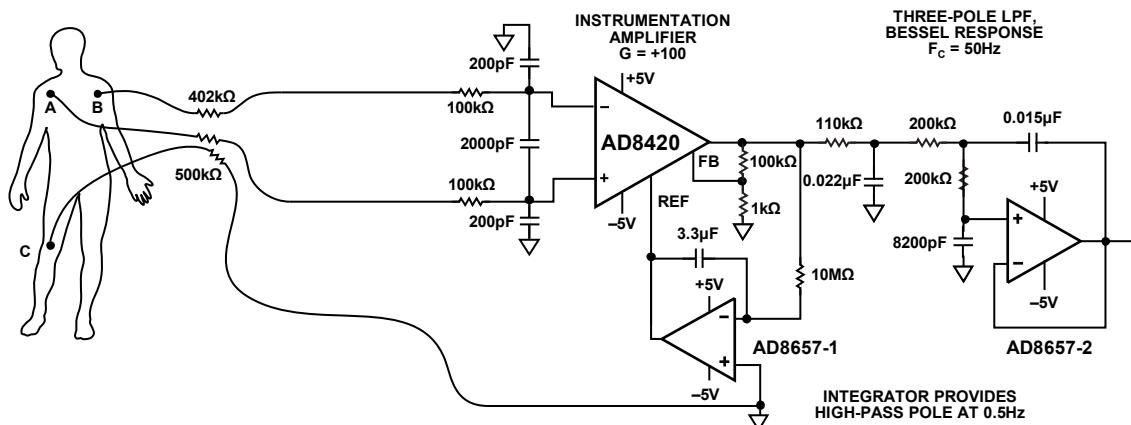 INSTRUMENTATION
AMPLIFIER
G = +100
THREE-POLE LPF,
BESSEL RESPONSE
F_C = 50Hz
200pF
+5V
A
B
402kΩ
100kΩ
–
2000pF
AD8420
FB
100kΩ
110kΩ
200kΩ
0.015µF
500kΩ
100kΩ
+
200pF
–5V
REF
1kΩ
0.022µF
200kΩ
+5V
+
8200pF
–
–5V
C
3.3µF
10MΩ
+5V
–
+
–5V
AD8657-1
AD8657-2
INTEGRATOR PROVIDES
HIGH-PASS POLE AT 0.5Hz